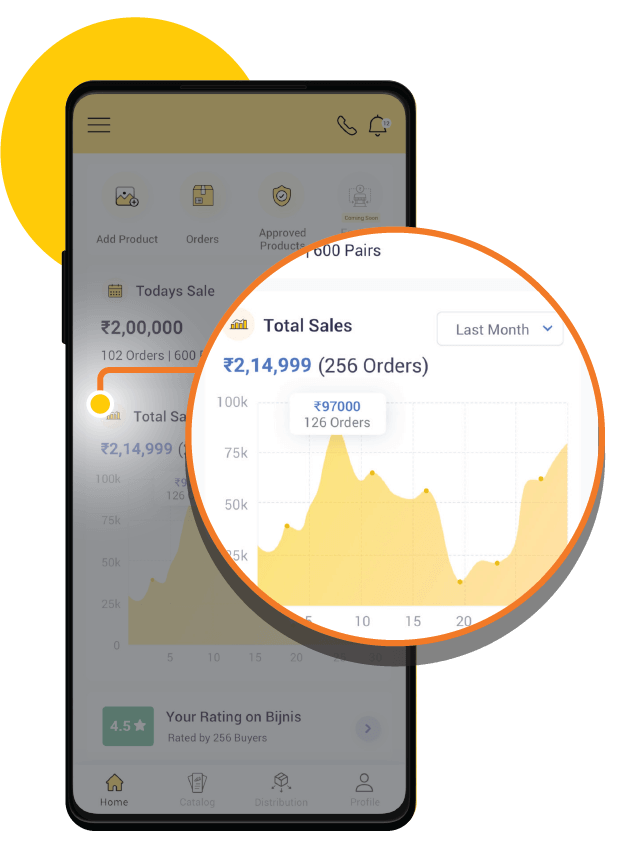 12
Coming Soon
Add Product
Orders
Approved
Products
Todays Sale
₹2,00,000
102 Orders | 600
Total Sa
₹2,14,999 (2
100k
75k
50k
25k
0
5
10
15
20
₹9
126
| 600 Pairs
Total Sales
Last Month
₹2,14,999 (256 Orders)
₹97000
126 Orders
100k
75k
50k
25k
5
10
15
20
4.5
Your Rating on Bijnis
Rated by 256 Buyers
Home
Catalog
Distribution
Profile